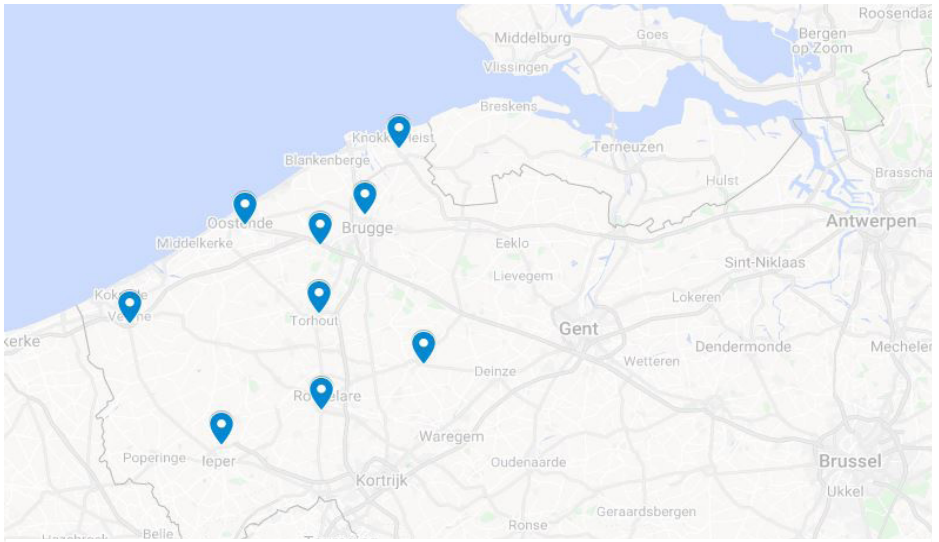 Roosendaa
Middelburg
Goes
Bergen
op Zoom
Vlissingen
Breskens
Knokke-Heist
Terneuzen
Blankenberge
Hulst
Brasscha
Oostende
Brugge
Antwerpen
Middelkerke
Eeklo
Sint-Niklaas
Lievegem
Lokeren
Torhout
Gent
kerke
Dendermonde
Mechelen
Wetteren
Deinze
Waregem
Poperinge
Ieper
Oudenaarde
Brussel
Kortrijk
Ukkel
Geraardsbergen
Ronse
Belle